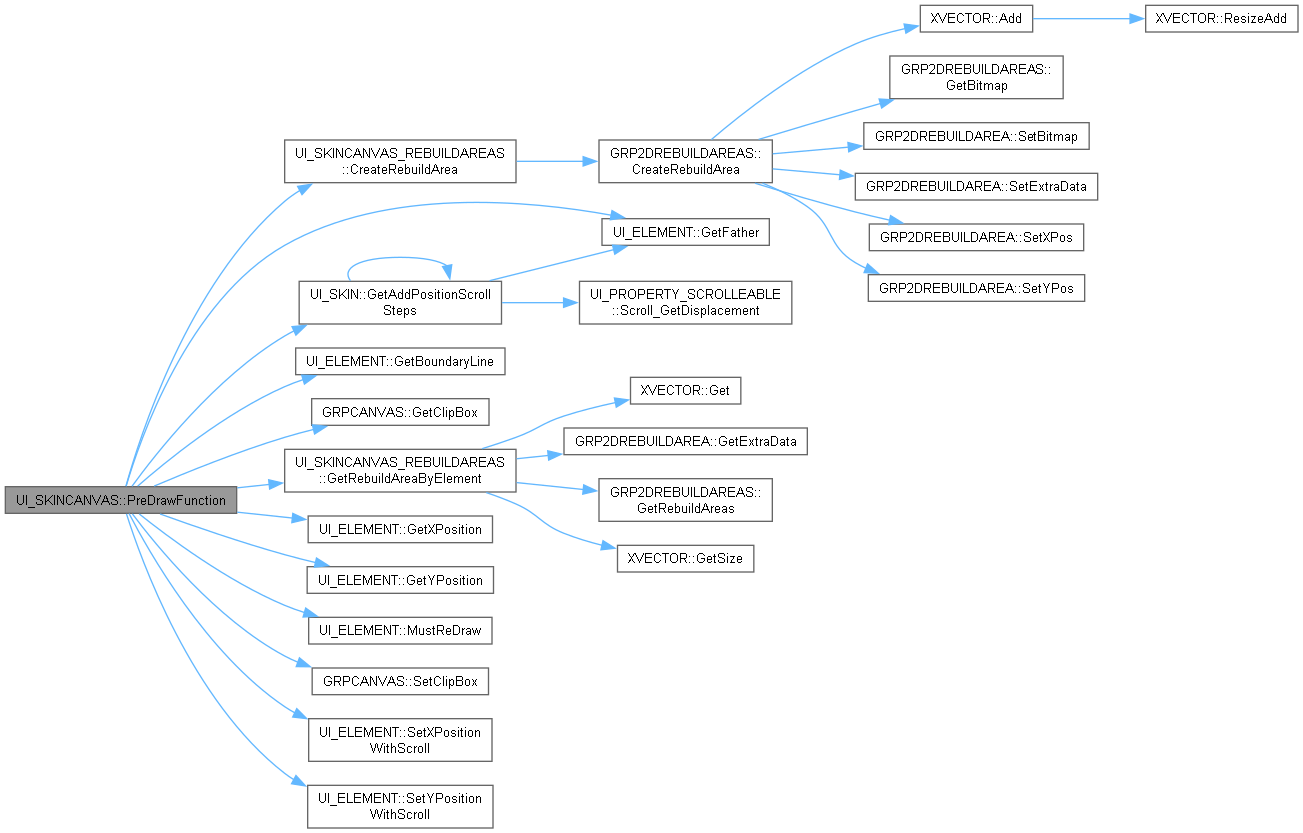 XVECTOR::Add
XVECTOR::ResizeAdd
GRP2DREBUILDAREAS::
GetBitmap
GRP2DREBUILDAREA::SetBitmap
UI_SKINCANVAS_REBUILDAREAS
::CreateRebuildArea
GRP2DREBUILDAREAS::
CreateRebuildArea
GRP2DREBUILDAREA::SetExtraData
UI_ELEMENT::GetFather
GRP2DREBUILDAREA::SetXPos
GRP2DREBUILDAREA::SetYPos
UI_SKIN::GetAddPositionScroll
Steps
UI_PROPERTY_SCROLLEABLE
::Scroll_GetDisplacement
UI_ELEMENT::GetBoundaryLine
XVECTOR::Get
GRPCANVAS::GetClipBox
GRP2DREBUILDAREA::GetExtraData
UI_SKINCANVAS_REBUILDAREAS
::GetRebuildAreaByElement
UI_SKINCANVAS::PreDrawFunction
GRP2DREBUILDAREAS::
GetRebuildAreas
UI_ELEMENT::GetXPosition
XVECTOR::GetSize
UI_ELEMENT::GetYPosition
UI_ELEMENT::MustReDraw
GRPCANVAS::SetClipBox
UI_ELEMENT::SetXPosition
WithScroll
UI_ELEMENT::SetYPosition
WithScroll